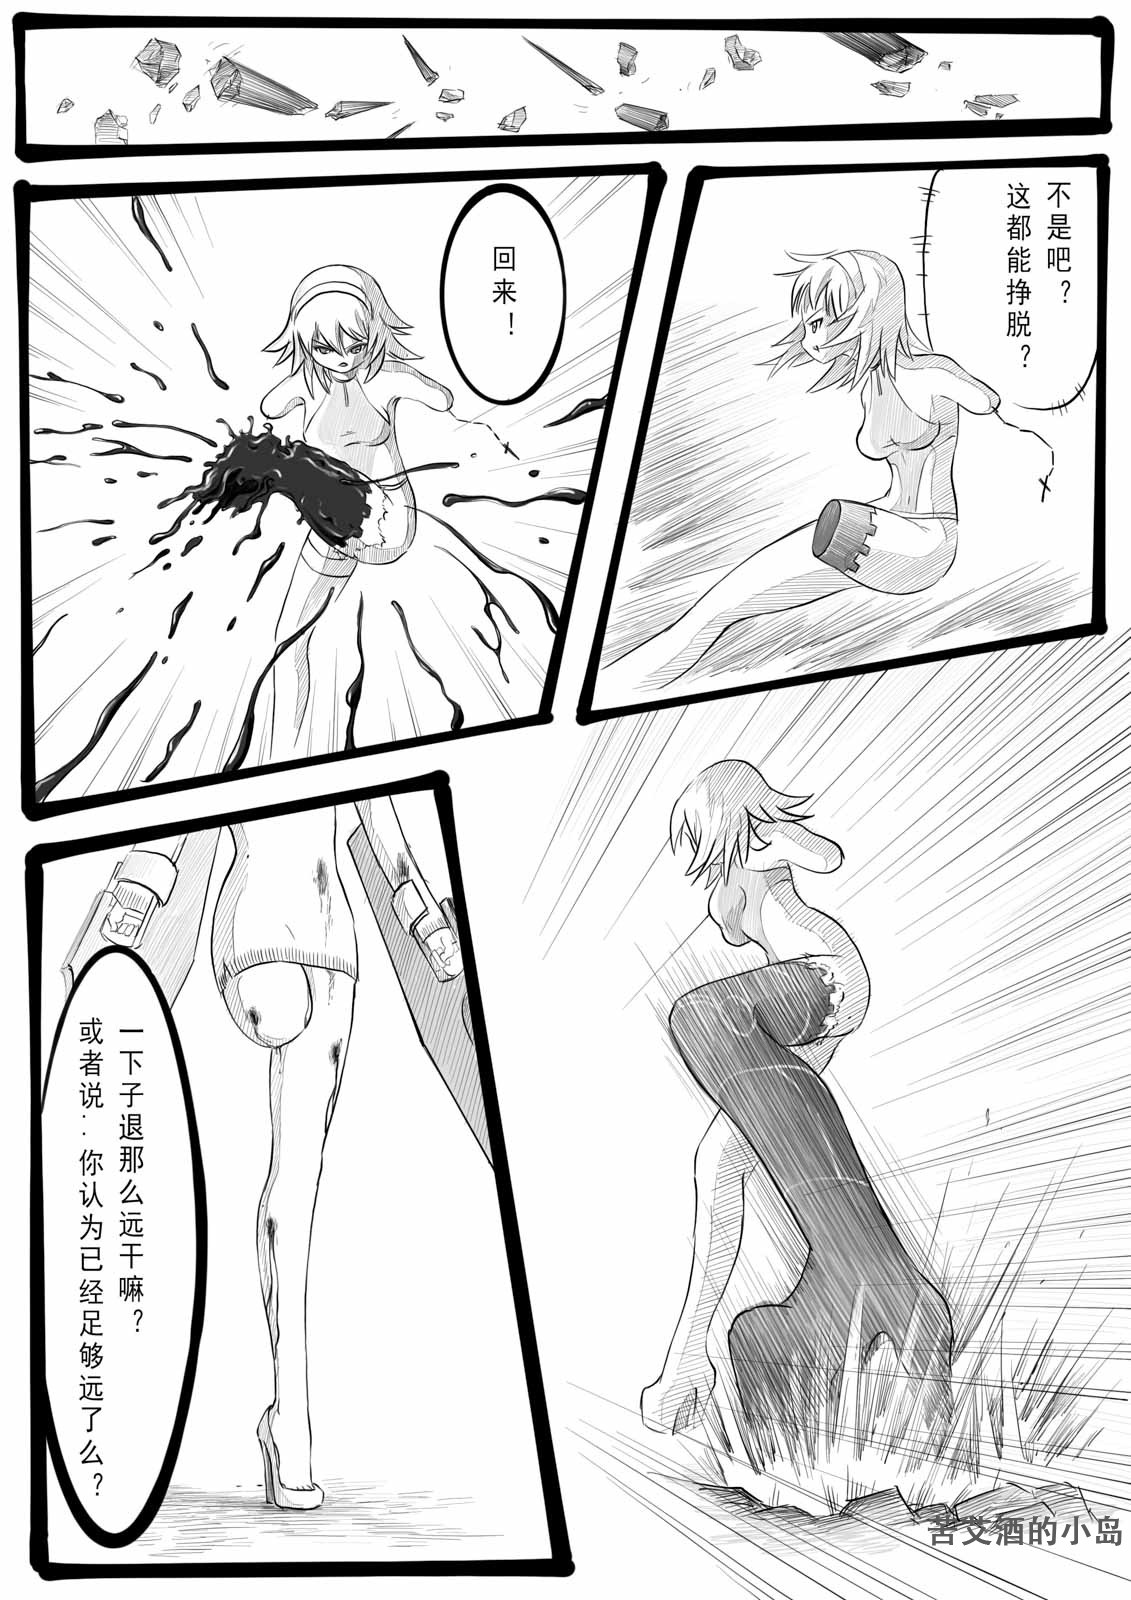 不是吧？
这都能挣脱？
回来！
一下子退那么远干嘛？
或者说：你认为已经足够远了么？
苦艾酒的小岛